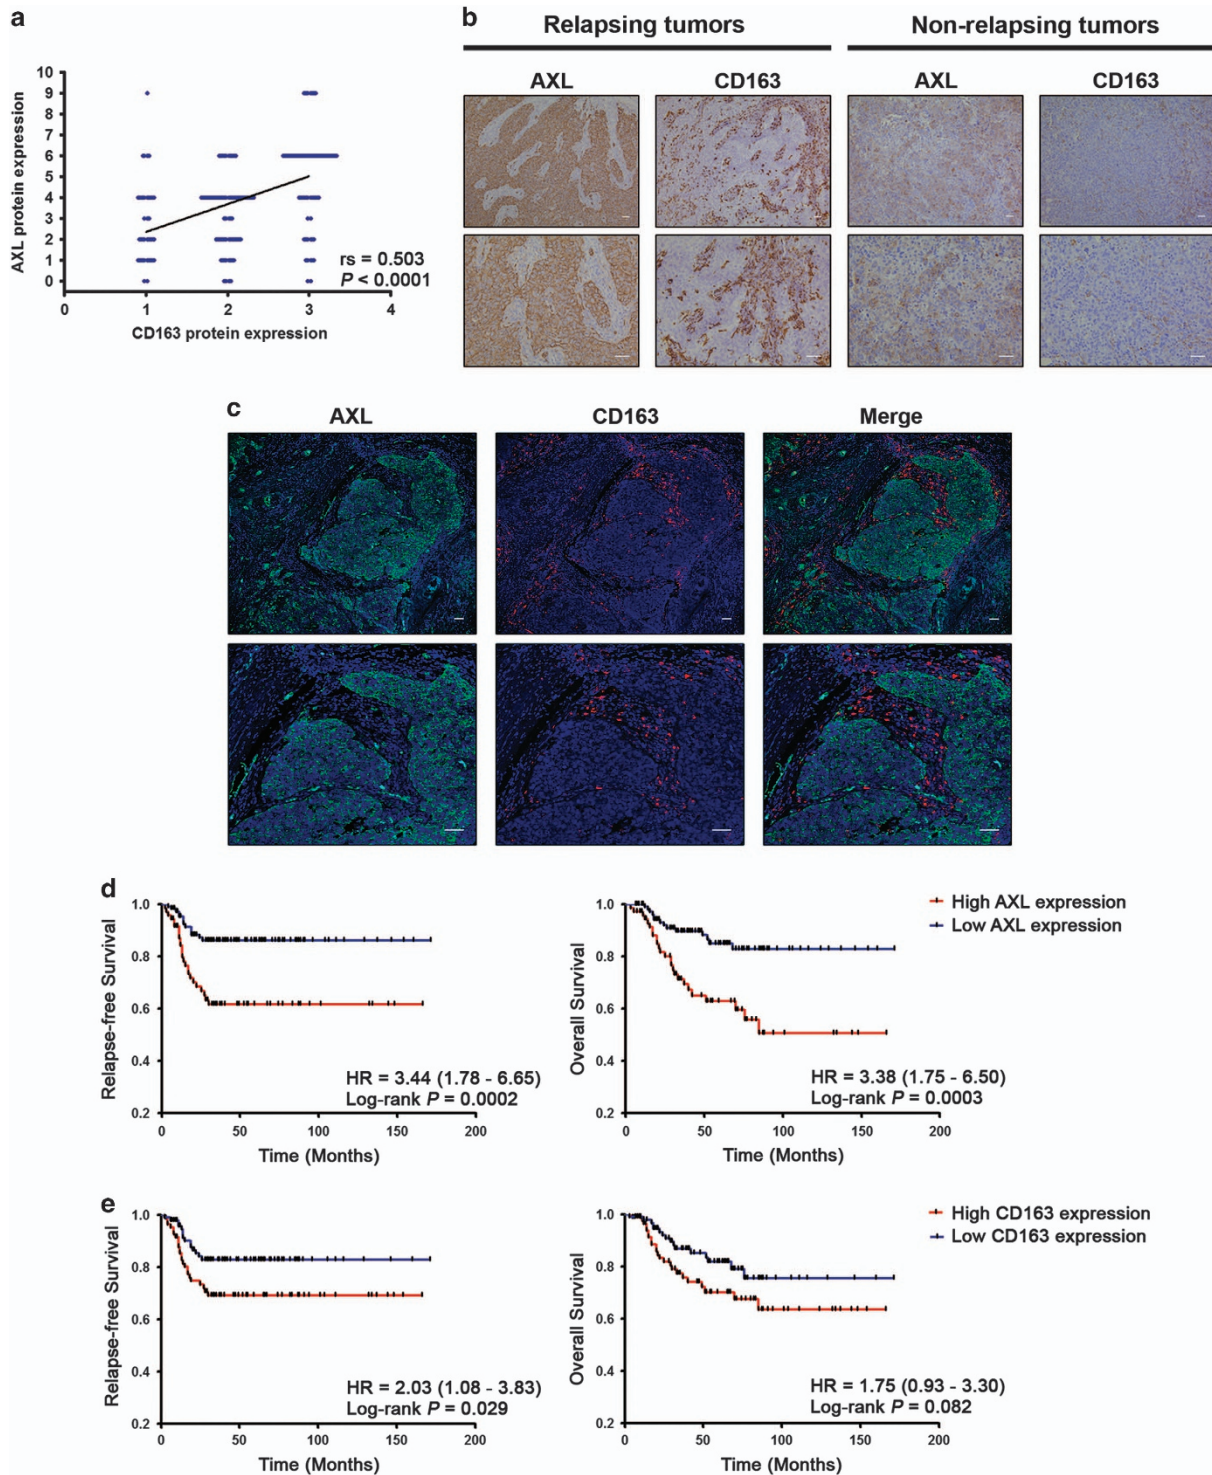 a
10
9
8
7
6
5
4
3
2
1
0
AXL protein expression
rs = 0.503
P < 0.0001
0 1 2 3 4
CD163 protein expression
b
Relapsing tumors Non-relapsing tumors
AXL CD163 AXL CD163
c
AXL CD163 Merge
d
1.0
0.8
0.6
0.4
0.2
Relapse-free Survival
HR = 3.44 (1.78 - 6.65)
Log-rank P = 0.0002
0 50 100 150 200
Time (Months)
1.0
0.8
0.6
0.4
0.2
Overall Survival
High AXL expression
Low AXL expression
HR = 3.38 (1.75 - 6.50)
Log-rank P = 0.0003
0 50 100 150 200
Time (Months)
e
1.0
0.8
0.6
0.4
0.2
Relapse-free Survival
HR = 2.03 (1.08 - 3.83)
Log-rank P = 0.029
0 50 100 150 200
Time (Months)
1.0
0.8
0.6
0.4
0.2
Overall Survival
High CD163 expression
Low CD163 expression
HR = 1.75 (0.93 - 3.30)
Log-rank P = 0.082
0 50 100 150 200
Time (Months)